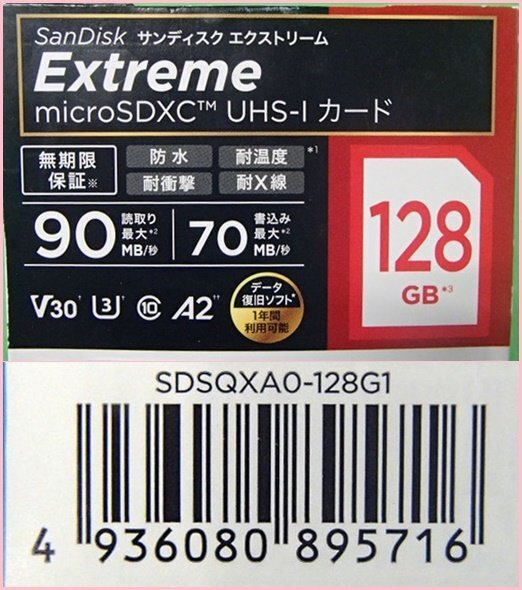 SanDisk サンディスク エクストリーム
Extreme
microSDXC™ UHS-I カード
無期限
保証※
防水
耐温度
*1
耐衝撃
耐X線
90 読取り
最大*2
MB/秒
70 書込み
最大*2
MB/秒
128
GB*3
V30† U3† C10 A2††
データ
復旧ソフト*
1年間
利用可能
SDSQXA0-128G1
4 936080 895716